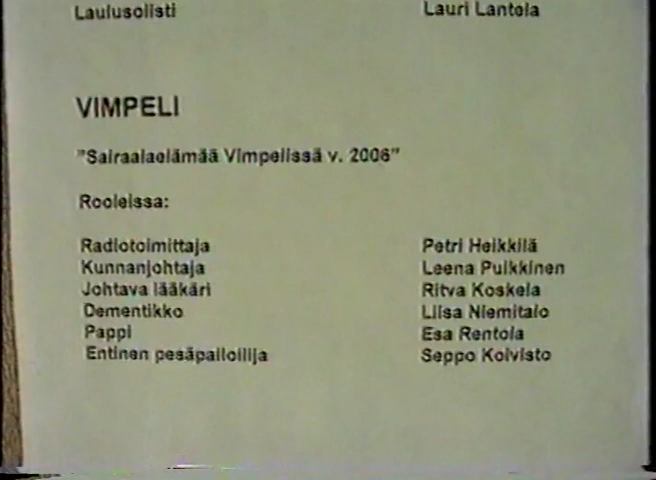 Laulusolisti Lauri Lantela
VIMPELI
"Sairaalaelämää Vimpelissä v. 2006"
Rooleissa:
Radiotoimittaja Petri Heikkilä
Kunnanjohtaja Leena Pulkkinen
Johtava lääkäri Ritva Koskela
Dementikko Liisa Niemitalo
Pappi Esa Rentola
Entinen pesäpalloilija Seppo Koivisto